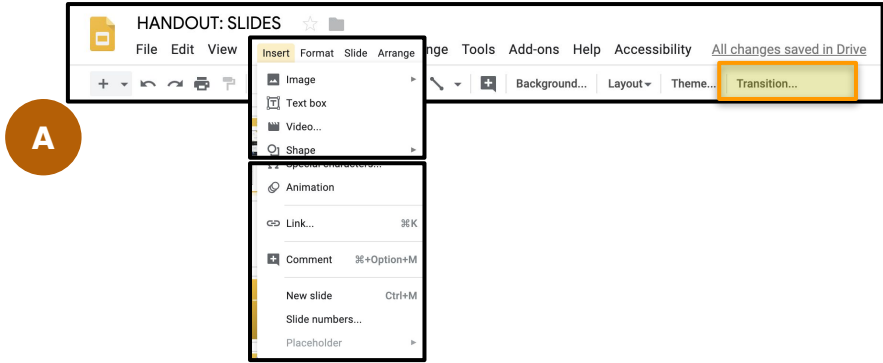 HANDOUT: SLIDES
File Edit View Insert Format Slide Arrange nge Tools Add-ons Help Accessibility All changes saved in Drive
Background... Layout Theme... Transition...
Image
Text box
A
Video...
Shape
Special characters...
Animation
Link... ⌘K
Comment ⌘+Option+M
New slide Ctrl+M
Slide numbers...
Placeholder